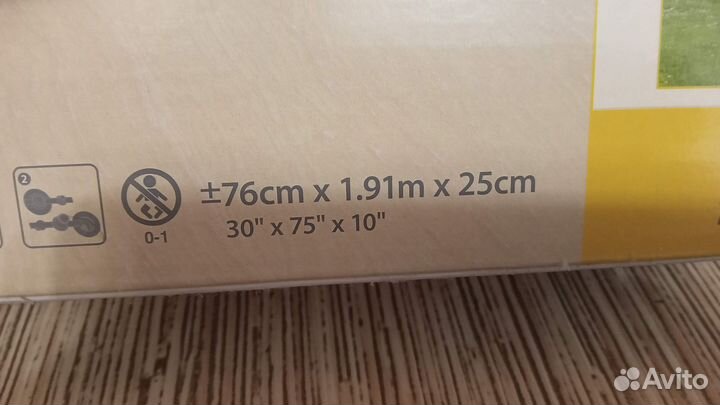 2
0-1
±76cm x 1.91m x 25cm
30" x 75" x 10"
Avito